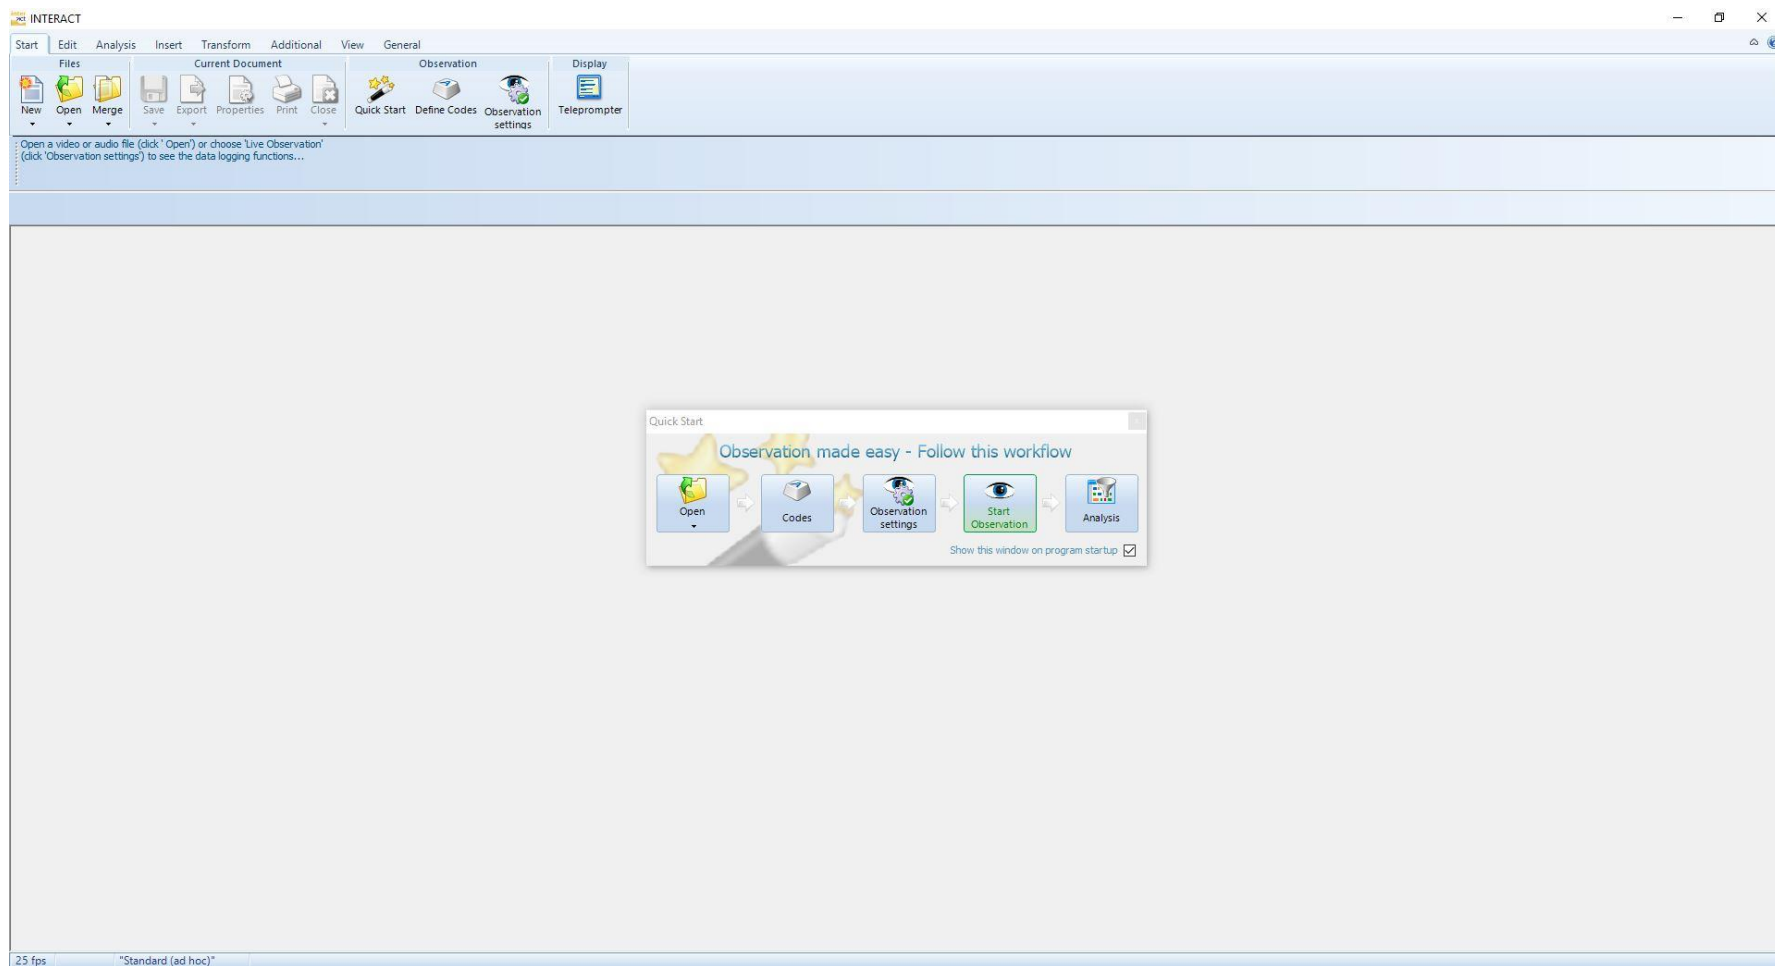 INTERACT
Start Edit Analysis Insert Transform Additional View General
Files Current Document Observation Display
New Open Merge Save Export Properties Print Close Quick Start Define Codes Observation settings Teleprompter
Open a video or audio file (click ' Open') or choose 'Live Observation'
(click 'Observation settings') to see the data logging functions...
Quick Start
Observation made easy - Follow this workflow
Open Codes Observation settings Start Observation Analysis
Show this window on program startup
25 fps "Standard (ad hoc)"